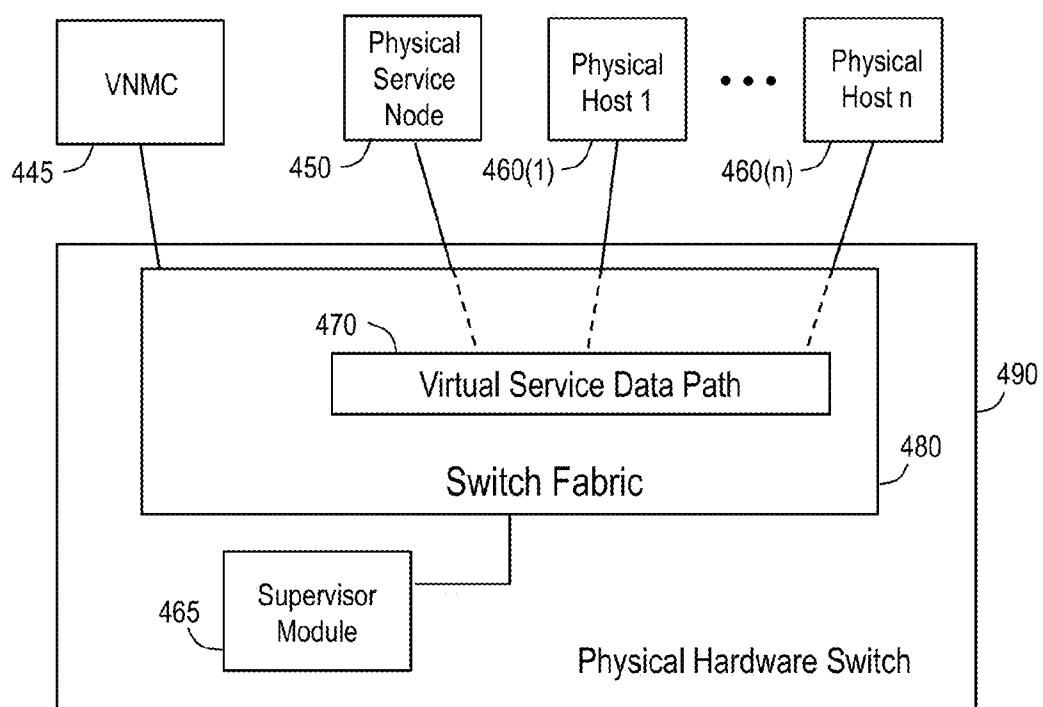 VNMC
Physical
Service
Node
Physical
Host 1
•••
Physical
Host n
445
450
460(1)
460(n)
470
Virtual Service Data Path
490
480
Switch Fabric
465
Supervisor
Module
Physical Hardware Switch